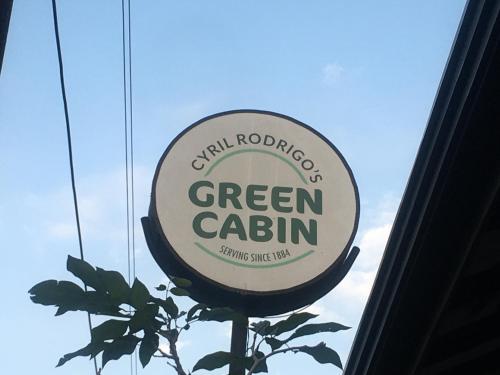 CYRIL RODRIGO'S
GREEN
CABIN
SERVING SINCE 1884